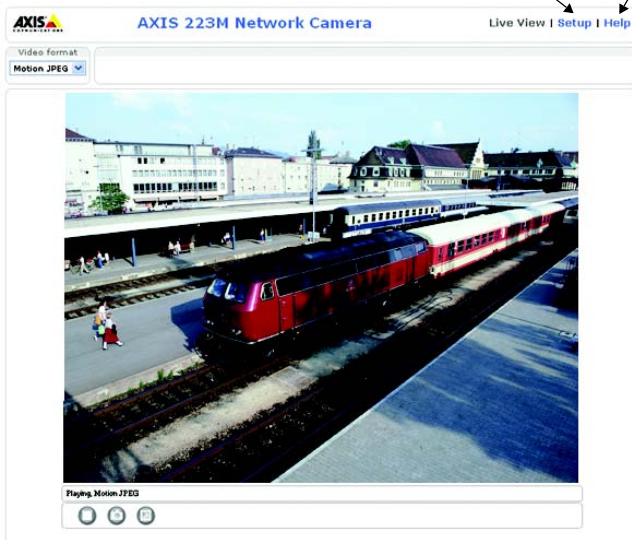 AXIS
COMMUNICATIONS
AXIS 223M Network Camera
Live View | Setup | Help
Video format
Motion JPEG
Playing, Motion JPEG